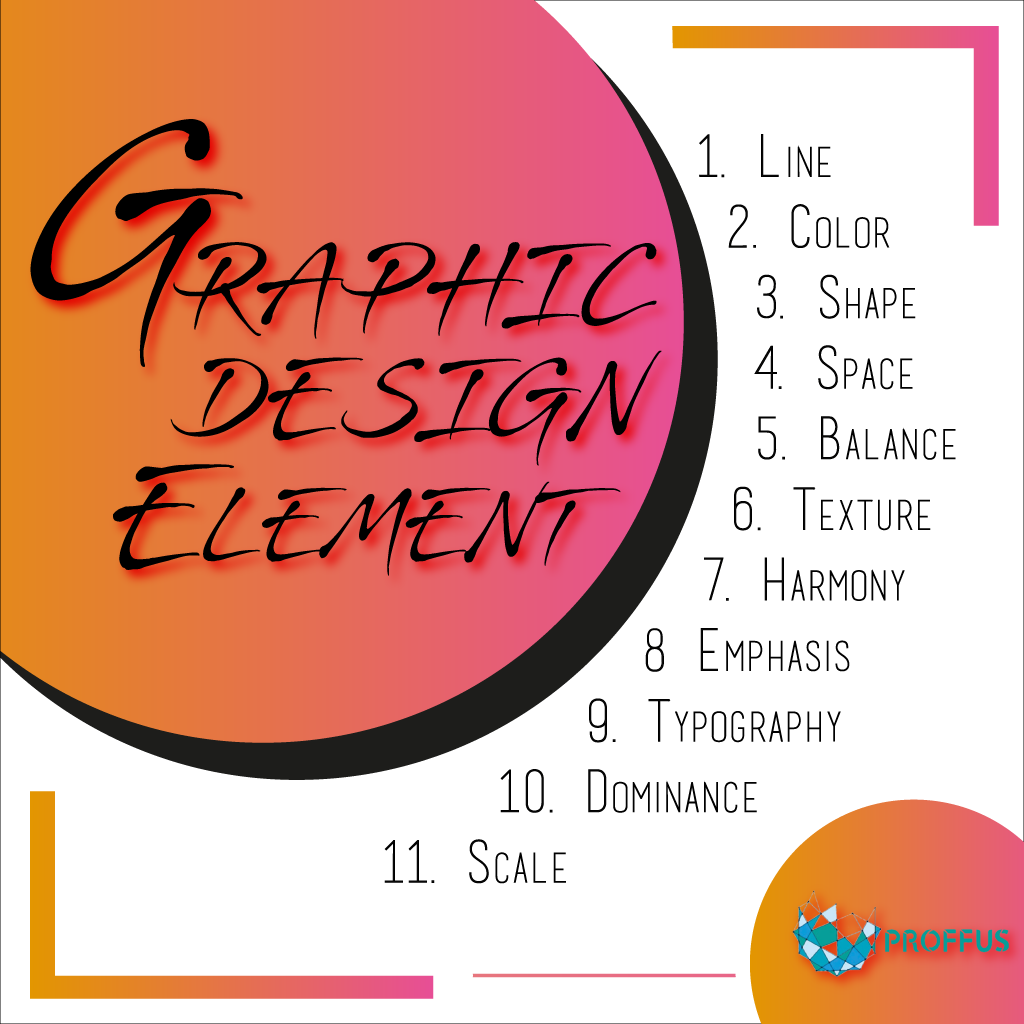 Graphic
design
Element
1. Line
2. Color
3. Shape
4. Space
5. Balance
6. Texture
7. Harmony
8 Emphasis
9. Typography
10. Dominance
11. Scale
PROFFUS